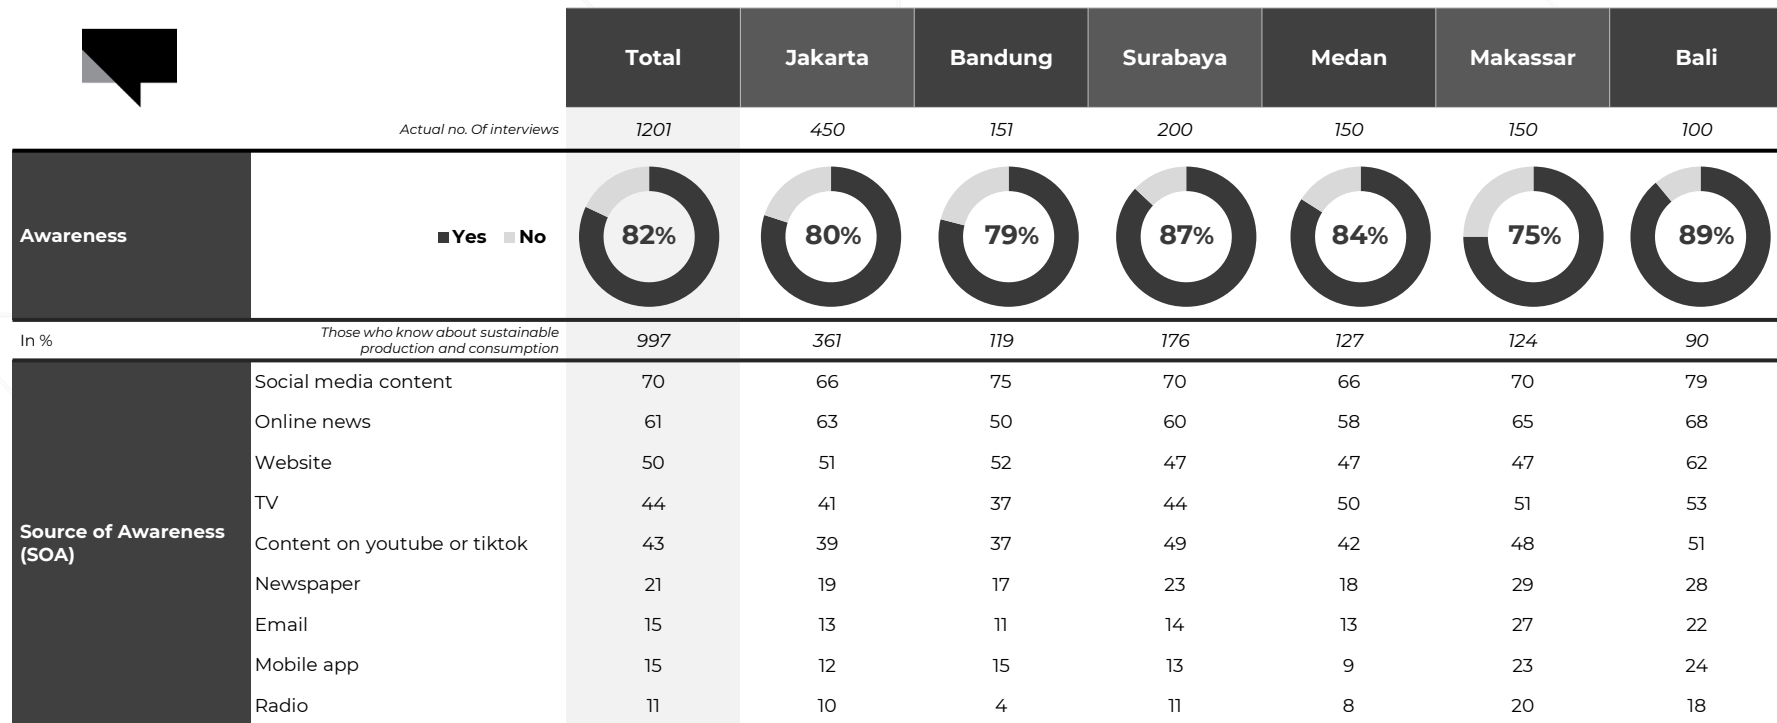 Total Jakarta Bandung Surabaya Medan Makassar Bali
Actual no. Of interviews 1201 450 151 200 150 150 100
Awareness Yes No 82% 80% 79% 87% 84% 75% 89%
In % Those who know about sustainable
production and consumption 997 361 119 176 127 124 90
Social media content 70 66 75 70 66 70 79
Online news 61 63 50 60 58 65 68
Website 50 51 52 47 47 47 62
TV 44 41 37 44 50 51 53
Source of Awareness
(SOA)
Content on youtube or tiktok 43 39 37 49 42 48 51
Newspaper 21 19 17 23 18 29 28
Email 15 13 11 14 13 27 22
Mobile app 15 12 15 13 9 23 24
Radio 11 10 4 11 8 20 18